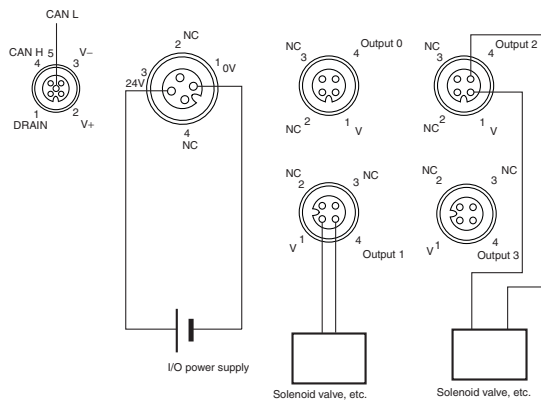 CAN L
CAN H 5 V–
4 3
1 2
DRAIN V+
NC
2
3 1 0V
24V
4
NC
I/O power supply
NC 4 Output 0
3
NC 2 1 V
NC 4 Output 2
3
NC 2 1 V
NC 3 NC
2
V 1 4
Output 1
NC 3 NC
2
V 1 4
Output 3
Solenoid valve, etc.
Solenoid valve, etc.